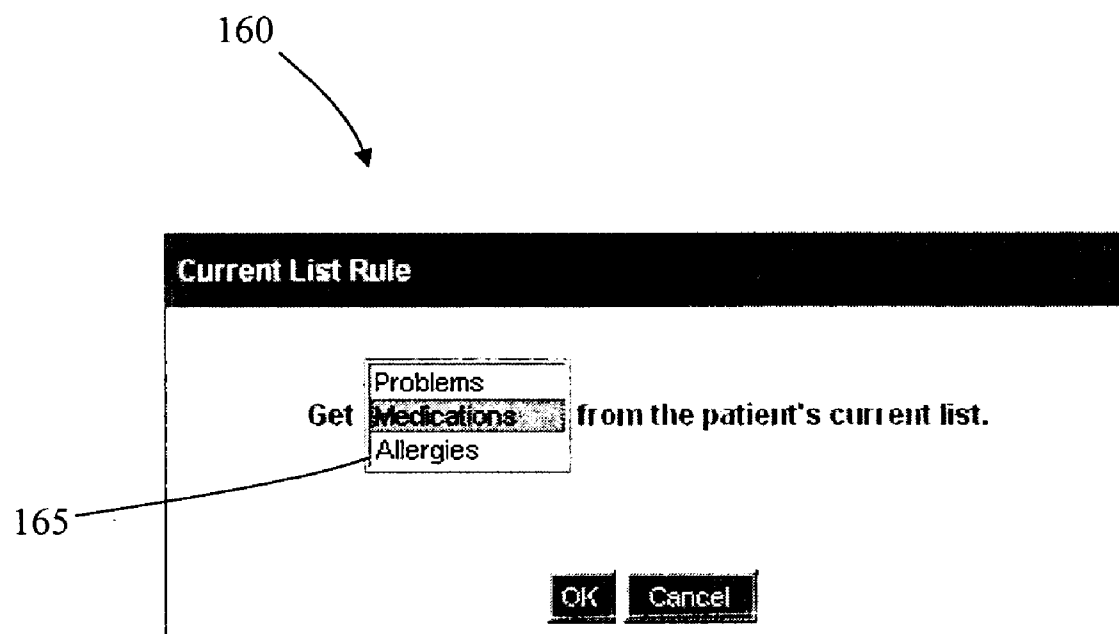 160
Current List Rule
Problems
Get Medications from the patient's current list.
Allergies
165
OK Cancel